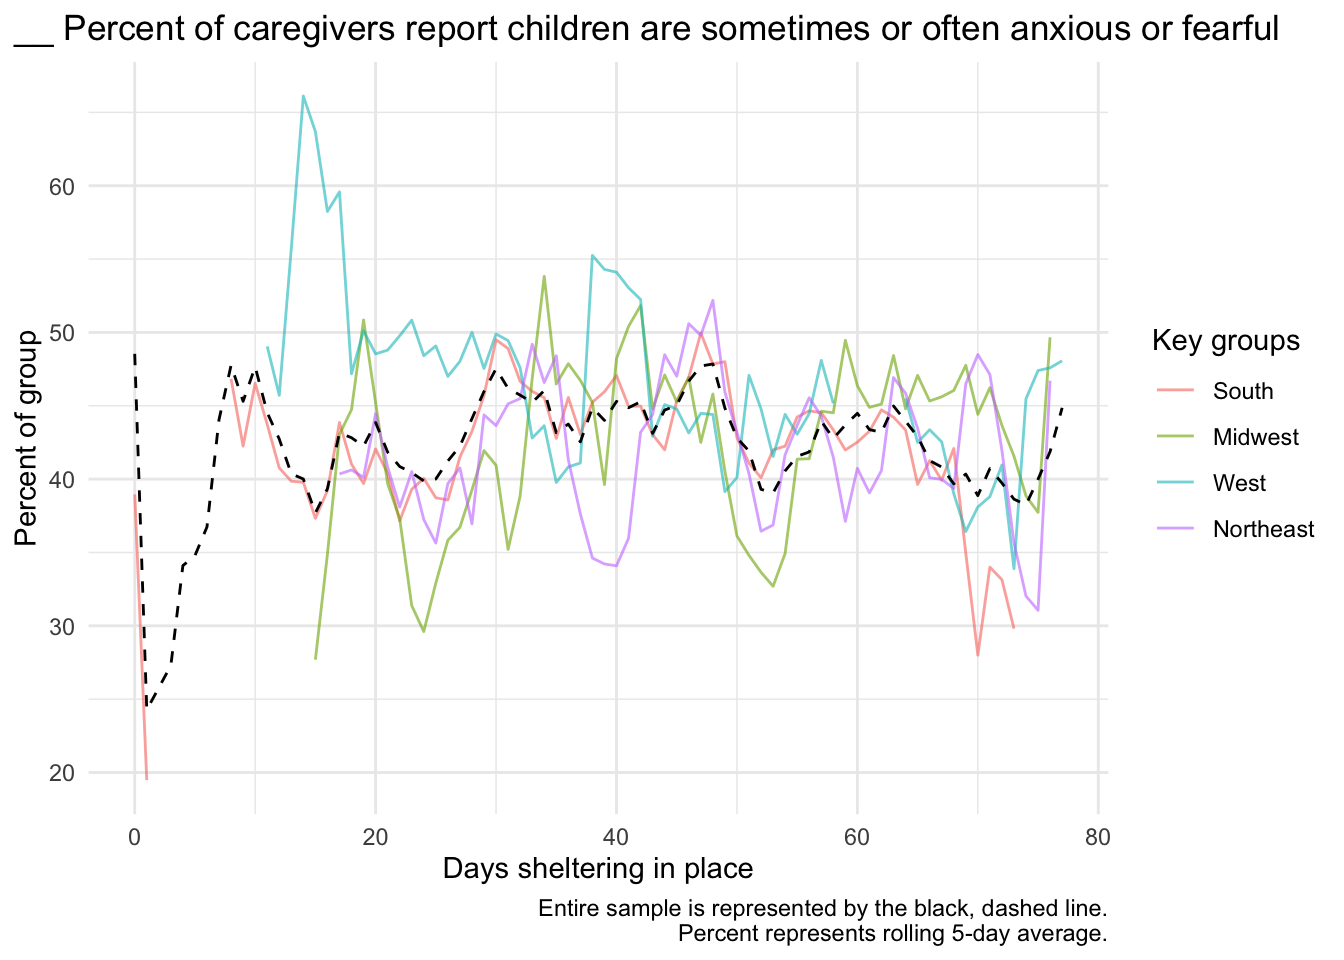 __ Percent of caregivers report children are sometimes or often anxious or fearful
Percent of group
60
50
40
30
20
0
20
40
60
80
Days sheltering in place
Key groups
South
Midwest
West
Northeast
Entire sample is represented by the black, dashed line.
Percent represents rolling 5-day average.